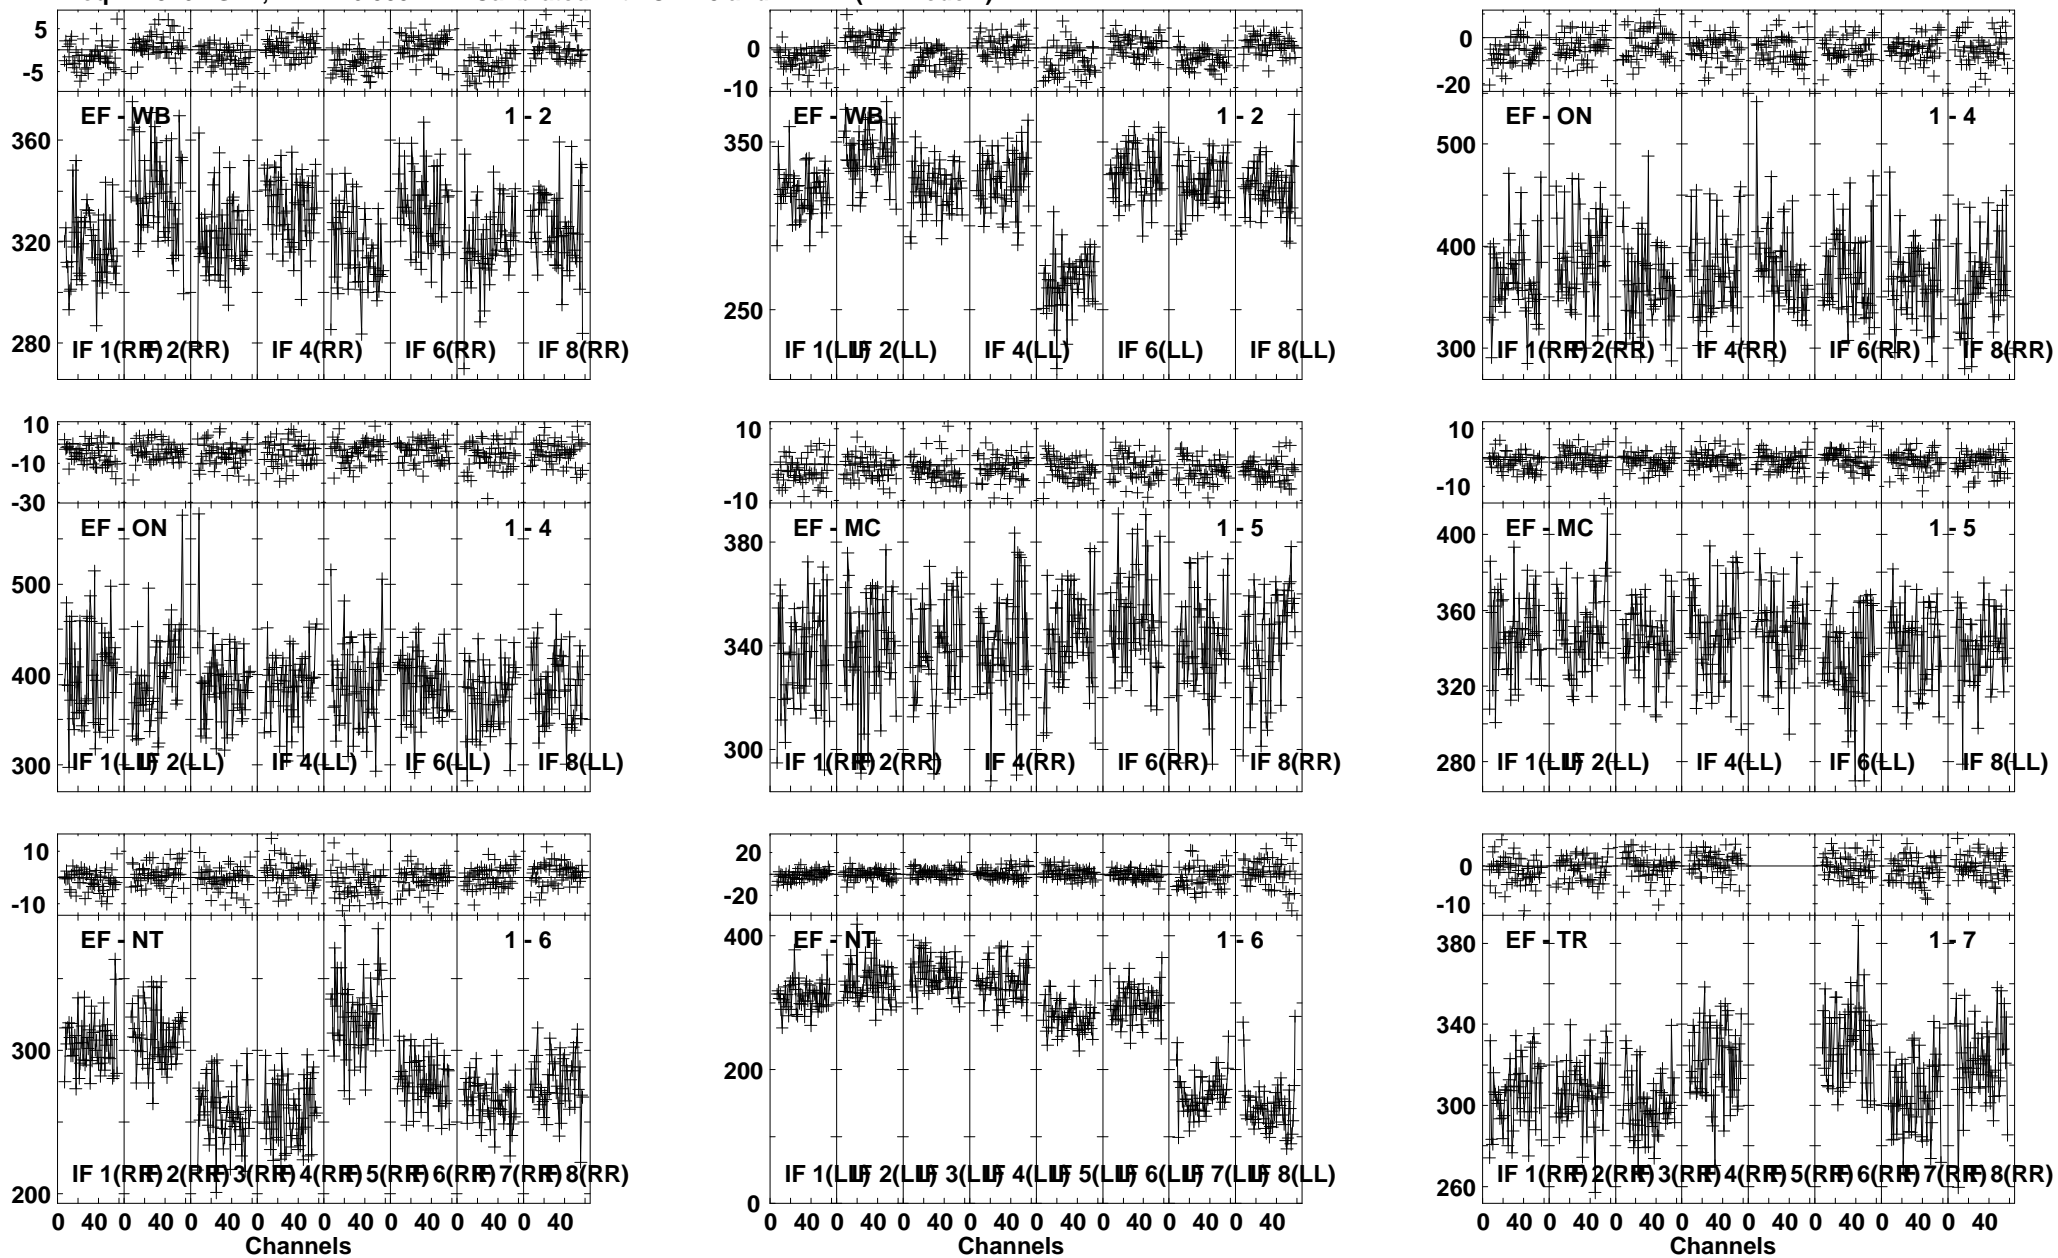 5 0 0
-5 -10 -20
EF - WB 1 - 2 EF - WB 1 - 2 EF - ON 1 - 4
360 350 500
320 400
280 250 300
IF 1(RR) IF 2(RR) IF 4(RR) IF 6(RR) IF 8(RR) IF 1(LL) IF 2(LL) IF 4(LL) IF 6(LL) IF 8(LL) IF 1(RR) IF 2(RR) IF 4(RR) IF 6(RR) IF 8(RR)
10 10 10
-10 -10 -10
-30
EF - ON 1 - 4 EF - MC 1 - 5 EF - MC 1 - 5
500 380 400
400 340 360
320
300 300 280
IF 1(LL) IF 2(LL) IF 4(LL) IF 6(LL) IF 8(LL) IF 1(RR) IF 2(RR) IF 4(RR) IF 6(RR) IF 8(RR) IF 1(LL) IF 2(LL) IF 4(LL) IF 6(LL) IF 8(LL)
10 20 0
-10 -20 -10
EF - NT 1 - 6 EF - NT 1 - 6 EF - TR 1 - 7
400 380
300 200 340
300
200 0 260
IF 1(RR) IF 2(RR) IF 3(RR) IF 4(RR) IF 5(RR) IF 6(RR) IF 7(RR) IF 8(RR) IF 1(LL) IF 2(LL) IF 3(LL) IF 4(LL) IF 5(LL) IF 6(LL) IF 7(LL) IF 8(LL) IF 1(RR) IF 2(RR) IF 3(RR) IF 4(RR) IF 5(RR) IF 6(RR) IF 7(RR) IF 8(RR)
0 40 0 40 0 40 0 40 0 40 0 40 0 40 0 40 0 40 0 40 0 40 0 40 0 40 0 40 0 40 0 40 0 40 0 40 0 40 0 40 0 40 0 40 0 40 0 40
Channels Channels Channels